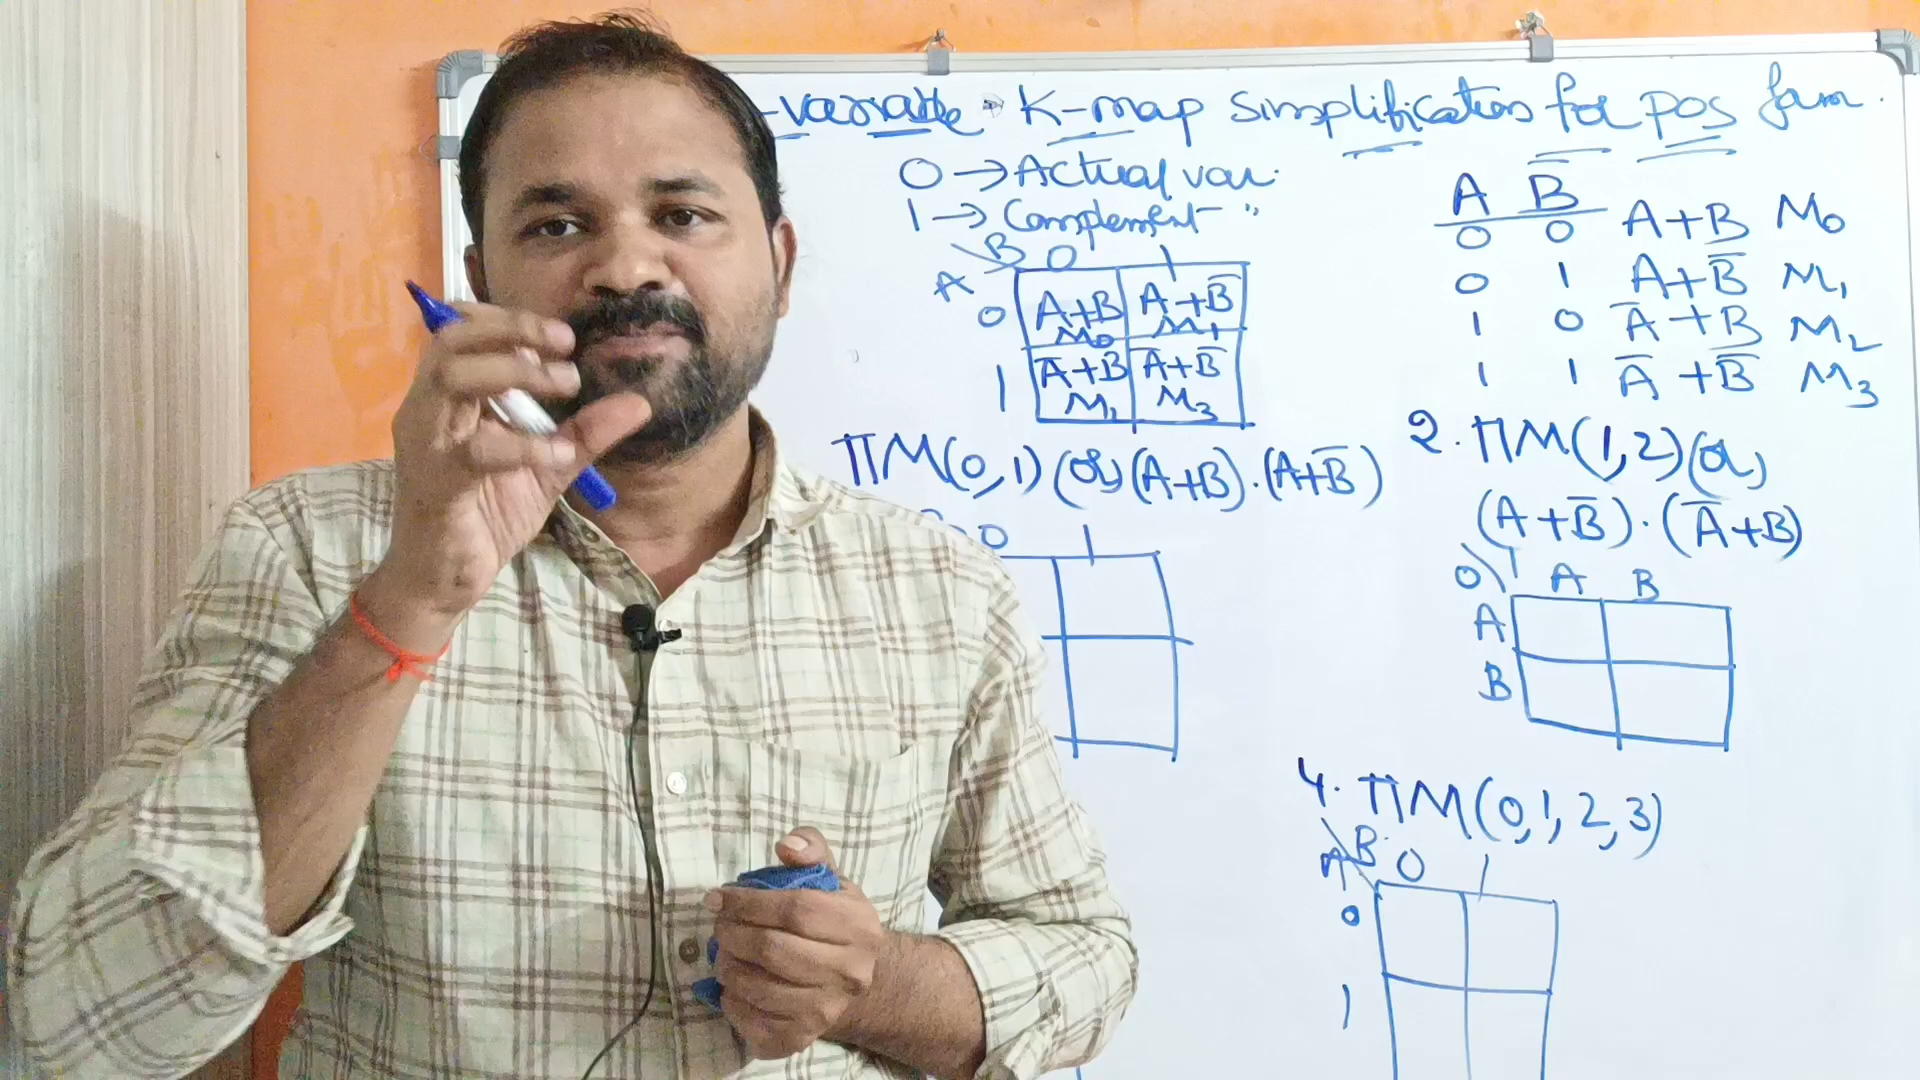 -variable K-map simplification for POS form.
0 → Actual var.
1 → Complement "
B 0 1
A
0 A+B A+B̅
M₀ M₁
1 A̅+B A̅+B̅
M₁ M₃
A B
0 0 A+B M₀
0 1 A+B̅ M₁
1 0 A̅+B M₂
1 1 A̅+B̅ M₃
ΠM(0,1) (or) (A+B).(A+B̅)
0 1
2. ΠM(1,2) (or)
(A+B̅).(A̅+B)
0 1 A B
A
B
4. ΠM(0,1,2,3)
A B 0 1
0
1